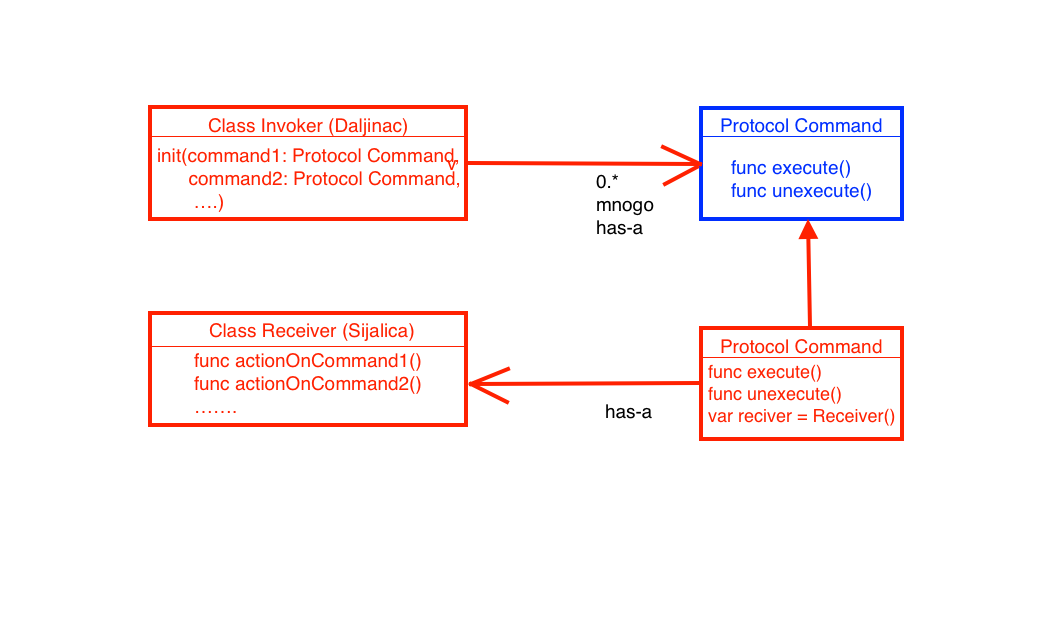 Class Invoker (Daljinac)
init(command1: Protocol Command,
command2: Protocol Command,
….)
Protocol Command
func execute()
func unexecute()
0.*
mnogo
has-a
Class Receiver (Sijalica)
func actionOnCommand1()
func actionOnCommand2()
…….
has-a
Protocol Command
func execute()
func unexecute()
var reciver = Receiver()